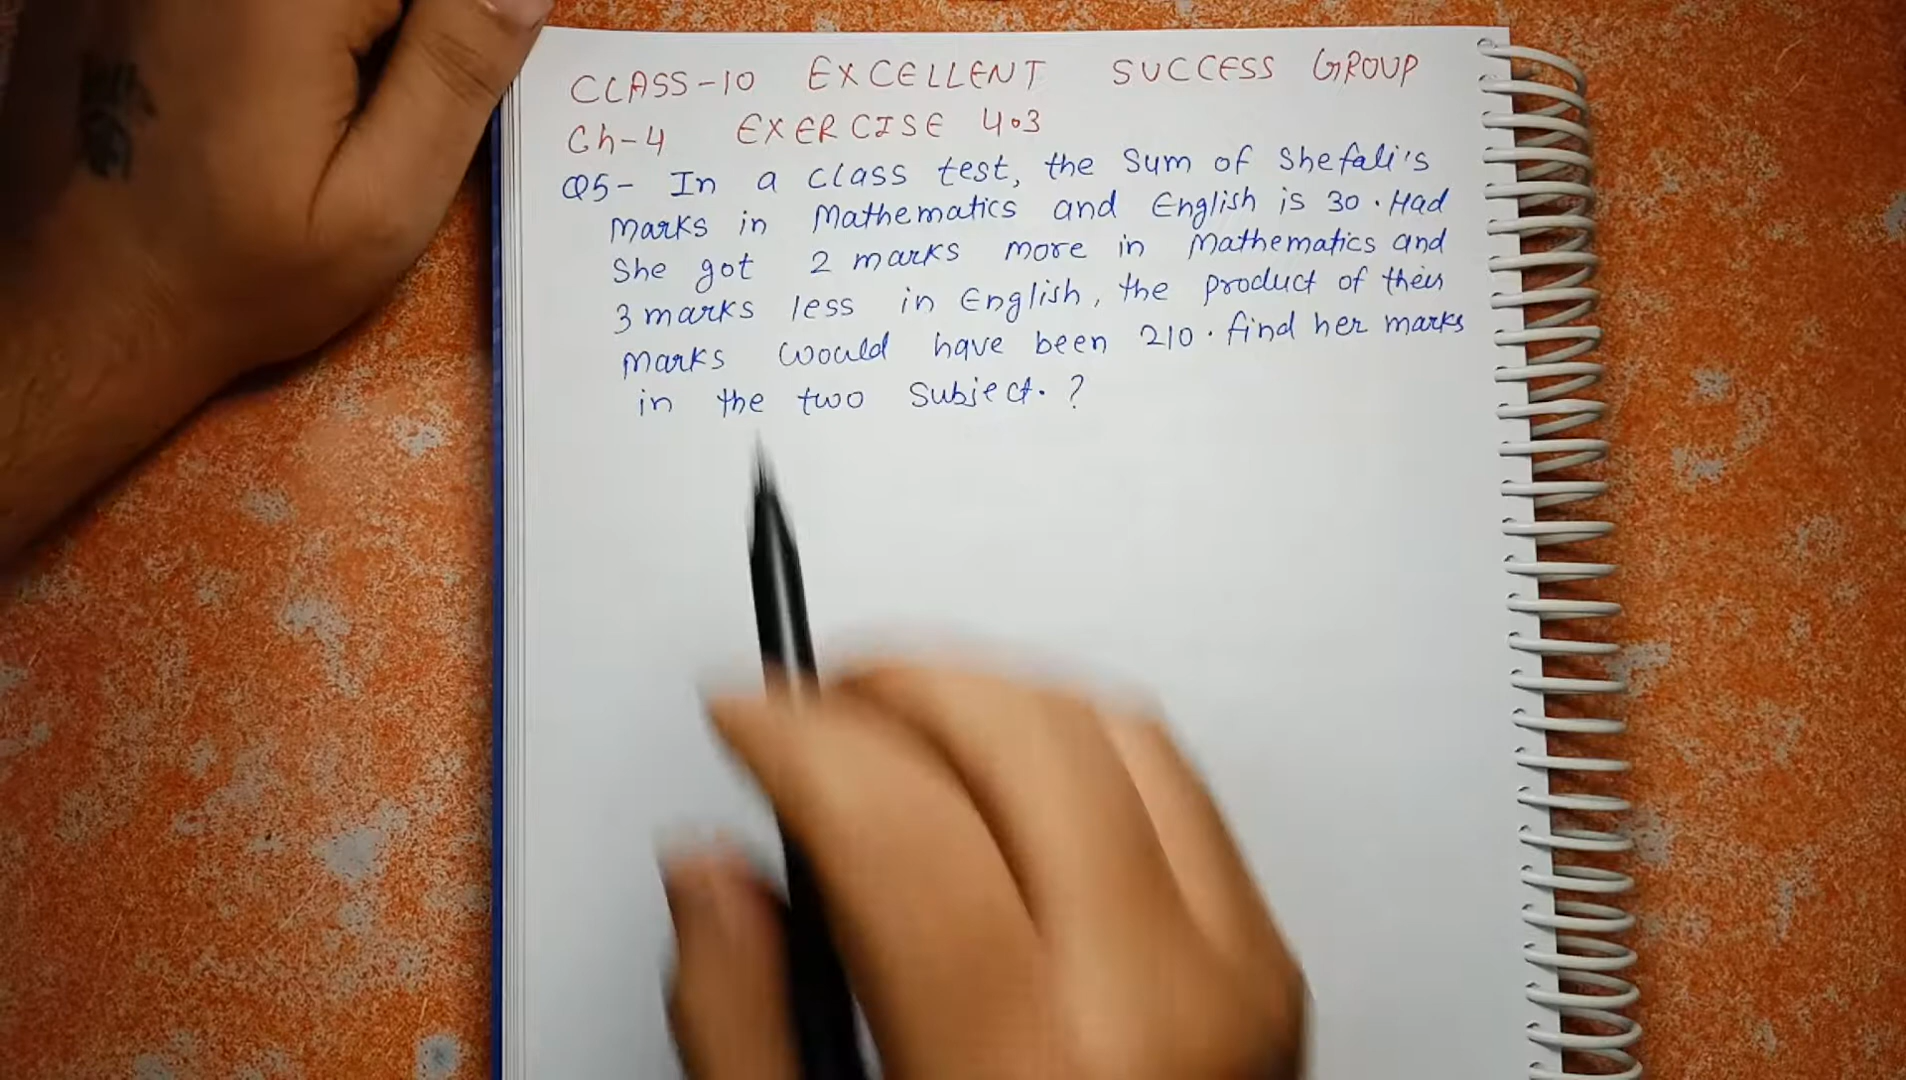 CLASS-10 EXCELLENT SUCCESS GROUP
Ch-4 EXERCISE 4.3
Q5- In a class test, the sum of Shefali's
marks in Mathematics and English is 30. Had
she got 2 marks more in Mathematics and
3 marks less in English, the product of their
marks would have been 210. find her marks
in the two subject. ?